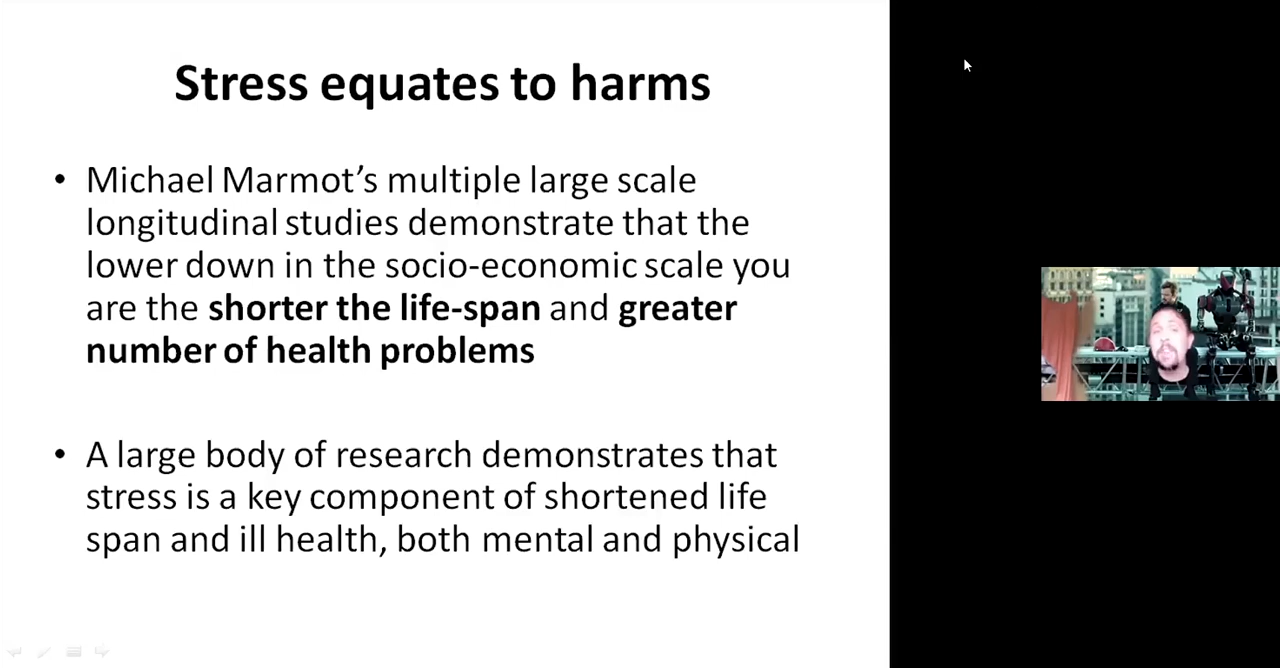 Stress equates to harms
• Michael Marmot’s multiple large scale
longitudinal studies demonstrate that the
lower down in the socio-economic scale you
are the shorter the life-span and greater
number of health problems
• A large body of research demonstrates that
stress is a key component of shortened life
span and ill health, both mental and physical